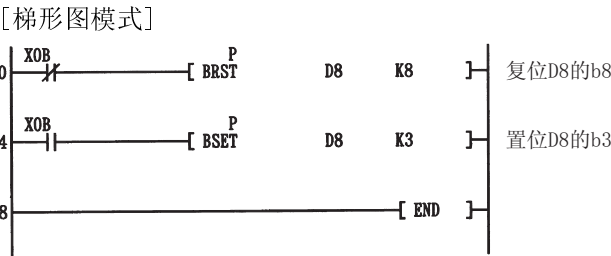 [梯形图模式]
X0B P
0 BRST D8 K8 复位D8的b8
X0B P
4 BSET D8 K3 置位D8的b3
8 END